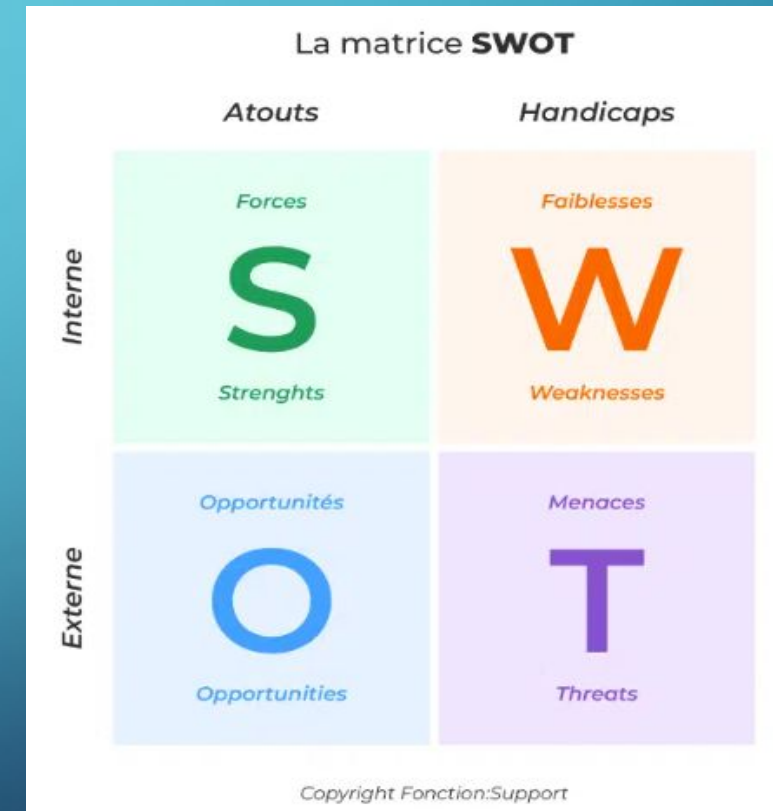 La matrice SWOT
Atouts
Handicaps
Interne
Forces
S
Strenghts
Faiblesses
W
Weaknesses
Externe
Opportunités
O
Opportunities
Menaces
T
Threats
Copyright Fonction:Support